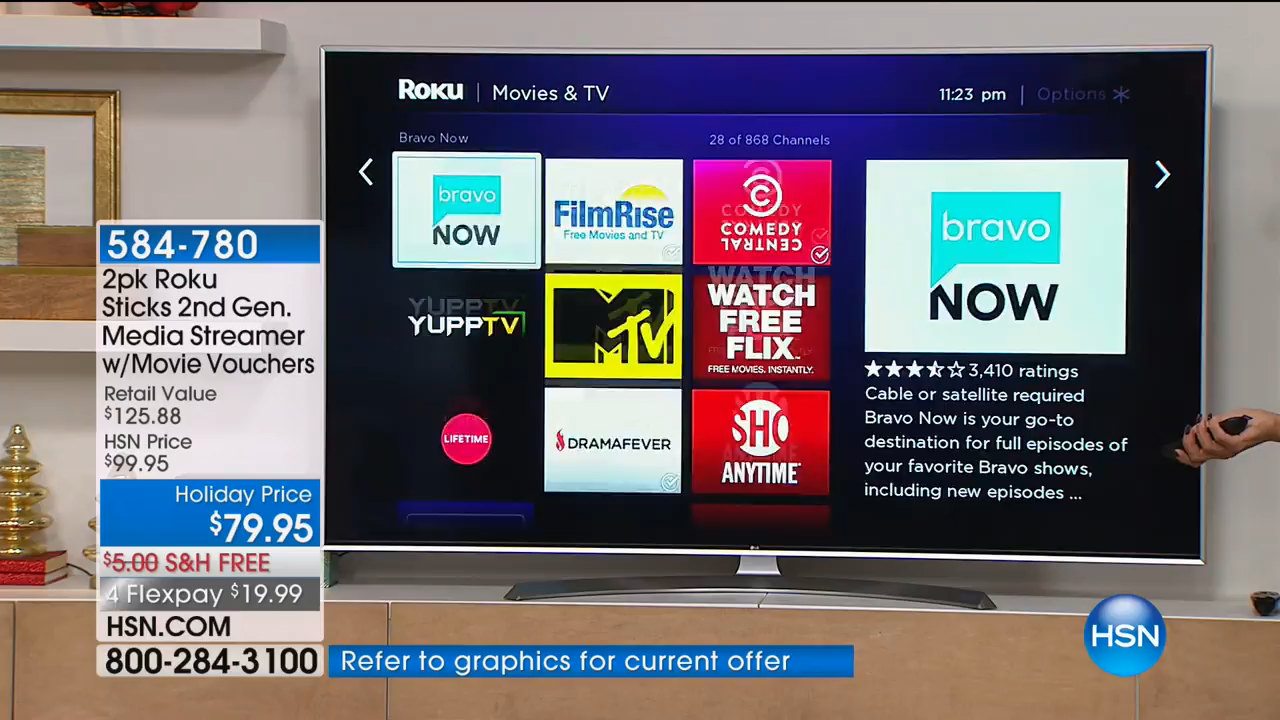 584-780
2pk Roku
Sticks 2nd Gen.
Media Streamer
w/Movie Vouchers
Retail Value
$125.88
HSN Price
$99.95
Holiday Price
$79.95
$5.00 S&H FREE
4 Flexpay $19.99
HSN.COM
800-284-3100
Refer to graphics for current offer
HSN
ROKU | Movies & TV
11:23 pm | Options
Bravo Now
28 of 868 Channels
bravo
NOW
FilmRise
Free Movies and TV
COMEDY
COMEDY
CENTRAL
YUPPTV
YUPPTV
MTV
WATCH
WATCH
FREE
FLIX
FREE MOVIES. INSTANTLY.
LIFETIME
DRAMAFEVER
SHO
ANYTIME
bravo
NOW
3,410 ratings
Cable or satellite required
Bravo Now is your go-to
destination for full episodes of
your favorite Bravo shows,
including new episodes ...
LG